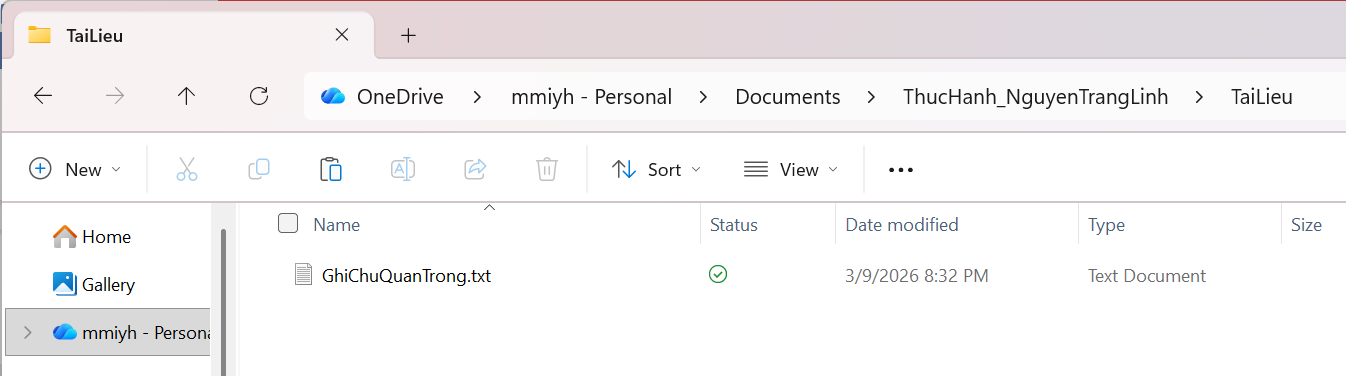 TaiLieu
OneDrive > mmiyh - Personal > Documents > ThucHanh_NguyenTrangLinh > TaiLieu
New Sort View
Name Status Date modified Type Size
Home
GhiChuQuanTrong.txt 3/9/2026 8:32 PM Text Document
Gallery
mmiyh - Persona